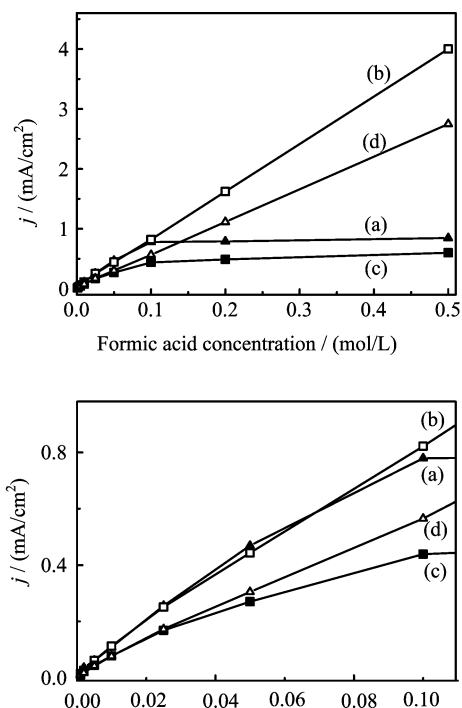 4
3
2
1
0
j / (mA/cm²)
(b)
(d)
(a)
(c)
0.0 0.1 0.2 0.3 0.4 0.5
Formic acid concentration / (mol/L)
0.8
0.4
0.0
j / (mA/cm²)
(b)
(a)
(d)
(c)
0.00 0.02 0.04 0.06 0.08 0.10